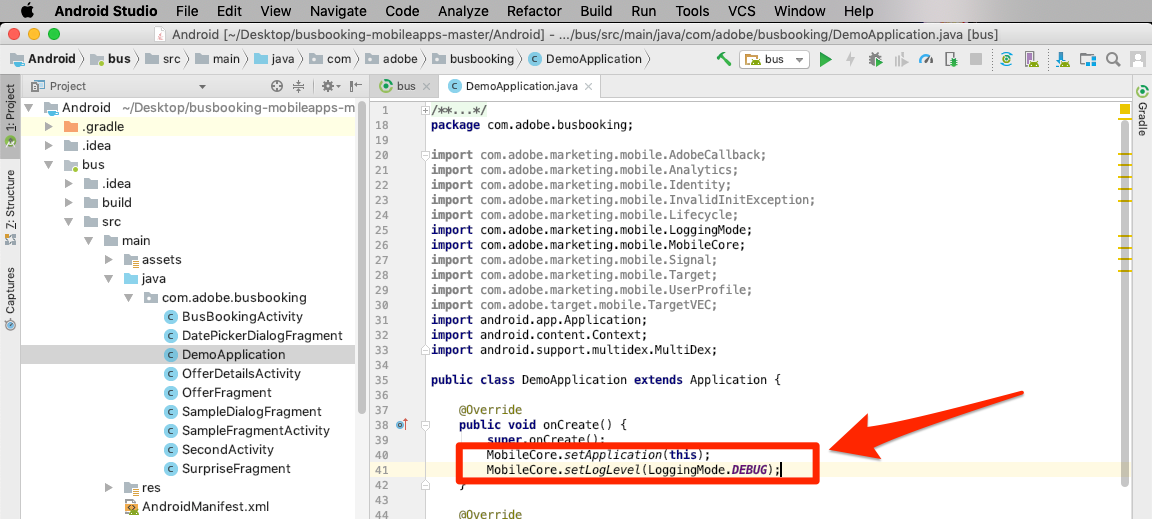 Android Studio File Edit View Navigate Code Analyze Refactor Build Run Tools VCS Window Help
Android [~/Desktop/busbooking-mobileapps-master/Android] - .../bus/src/main/java/com/adobe/busbooking/DemoApplication.java [bus]
Android bus src main java com adobe busbooking DemoApplication bus
Project
bus
DemoApplication.java
1: Project
Z: Structure
Captures
Gradle
Android ~/Desktop/busbooking-mobileapps-m
.gradle
.idea
bus
.idea
build
src
main
assets
java
com.adobe.busbooking
BusBookingActivity
DatePickerDialogFragment
DemoApplication
OfferDetailsActivity
OfferFragment
SampleDialogFragment
SampleFragmentActivity
SecondActivity
SurpriseFragment
res
AndroidManifest.xml
1 /**...*/
18 package com.adobe.busbooking;
19
20 import com.adobe.marketing.mobile.AdobeCallback;
21 import com.adobe.marketing.mobile.Analytics;
22 import com.adobe.marketing.mobile.Identity;
23 import com.adobe.marketing.mobile.InvalidInitException;
24 import com.adobe.marketing.mobile.Lifecycle;
25 import com.adobe.marketing.mobile.LoggingMode;
26 import com.adobe.marketing.mobile.MobileCore;
27 import com.adobe.marketing.mobile.Signal;
28 import com.adobe.marketing.mobile.Target;
29 import com.adobe.marketing.mobile.UserProfile;
30 import com.adobe.target.mobile.TargetVEC;
31 import android.app.Application;
32 import android.content.Context;
33 import android.support.multidex.MultiDex;
34
35 public class DemoApplication extends Application {
36
37 @Override
38 public void onCreate() {
39 super.onCreate();
40 MobileCore.setApplication(this);
41 MobileCore.setLogLevel(LoggingMode.DEBUG);
42 }
43
44 @Override